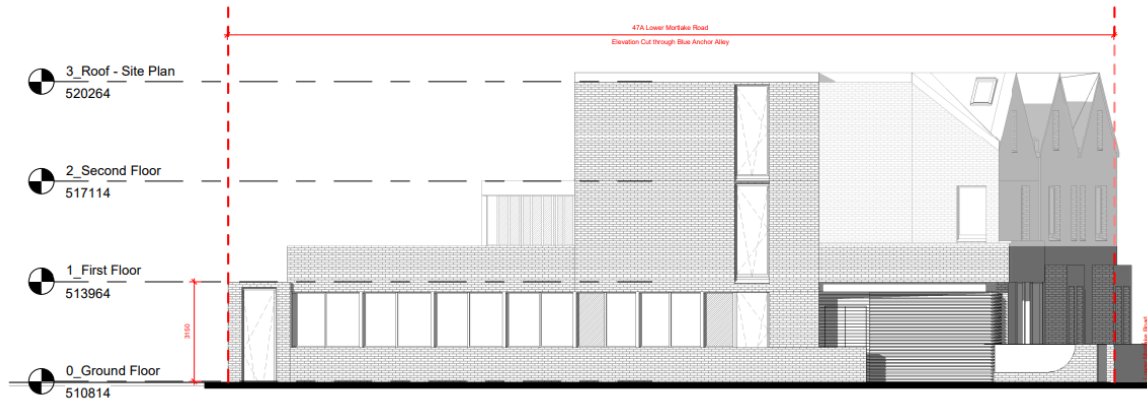 47A Lower Mortlake Road
Elevation Cut through Blue Anchor Alley
3_Roof - Site Plan
520264
2_Second Floor
517114
1_First Floor
513964
3150
0_Ground Floor
510814